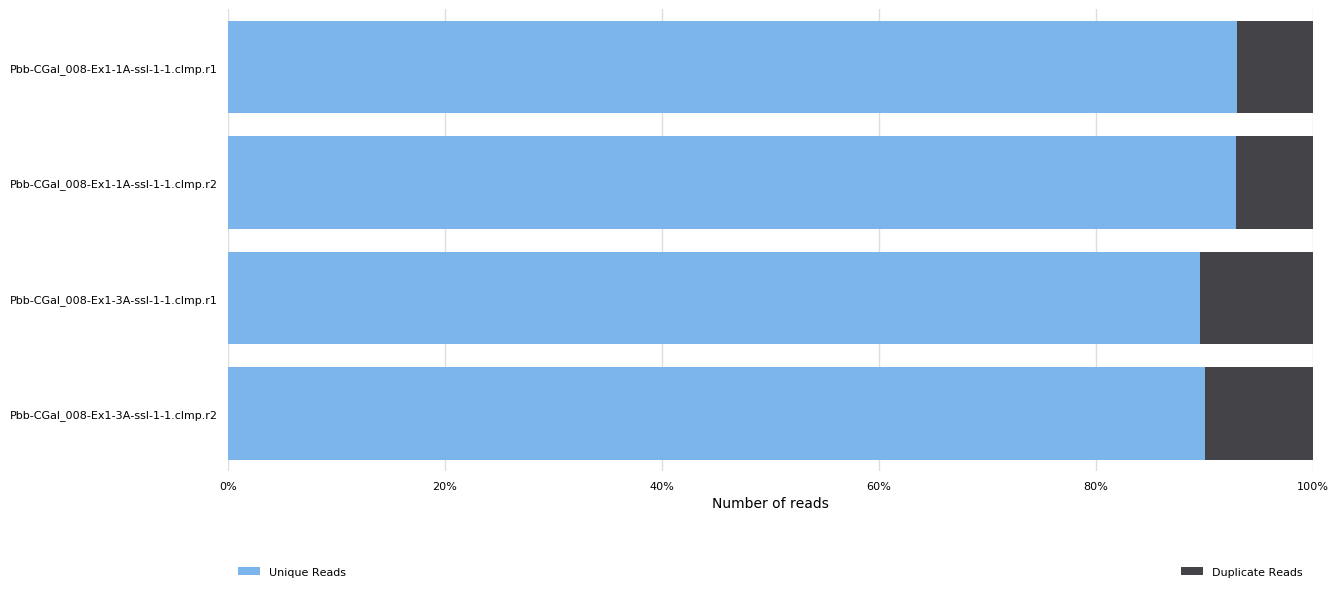 Pbb-CGal_008-Ex1-1A-ssl-1-1.clmp.r1
Pbb-CGal_008-Ex1-1A-ssl-1-1.clmp.r2
Pbb-CGal_008-Ex1-3A-ssl-1-1.clmp.r1
Pbb-CGal_008-Ex1-3A-ssl-1-1.clmp.r2
0% 20% 40% 60% 80% 100%
Number of reads
Unique Reads Duplicate Reads